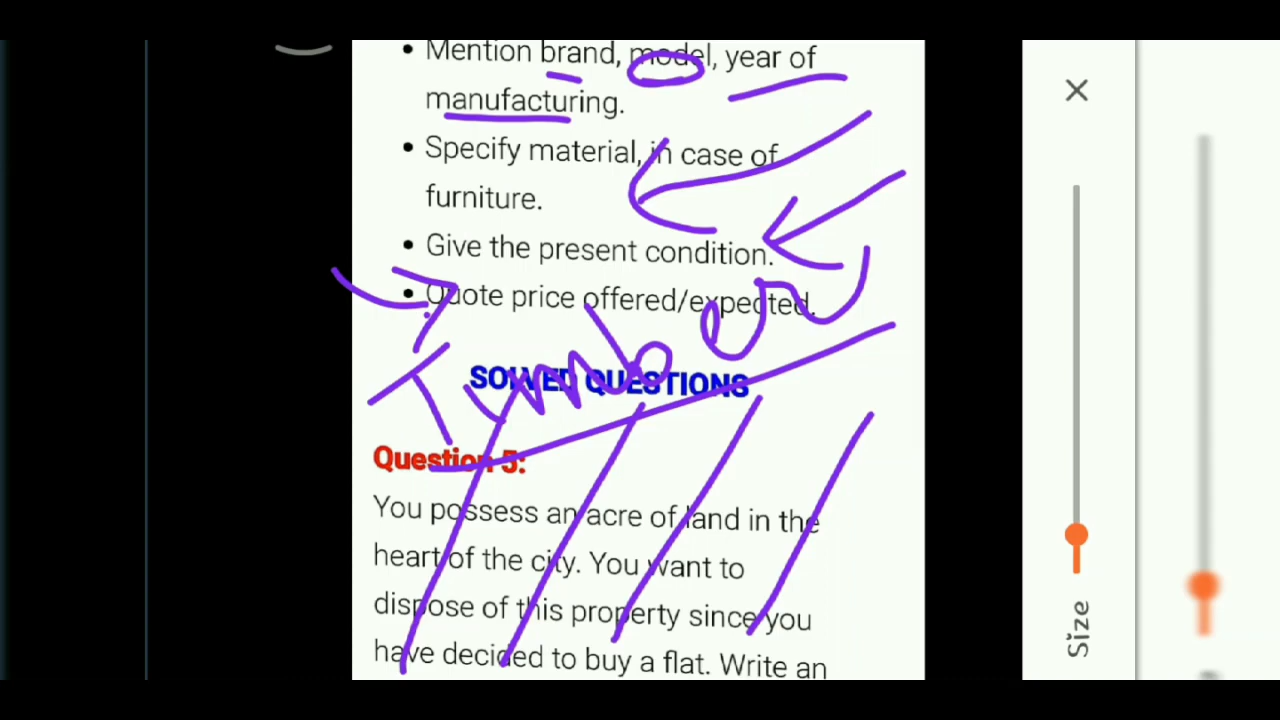 • Mention brand, model, year of
manufacturing.
• Specify material, in case of
furniture.
• Give the present condition.
• Quote price offered/expected.
Timber
SOLVED QUESTIONS
Question 5:
You possess an acre of land in the
heart of the city. You want to
dispose of this property since you
have decided to buy a flat. Write an
Size